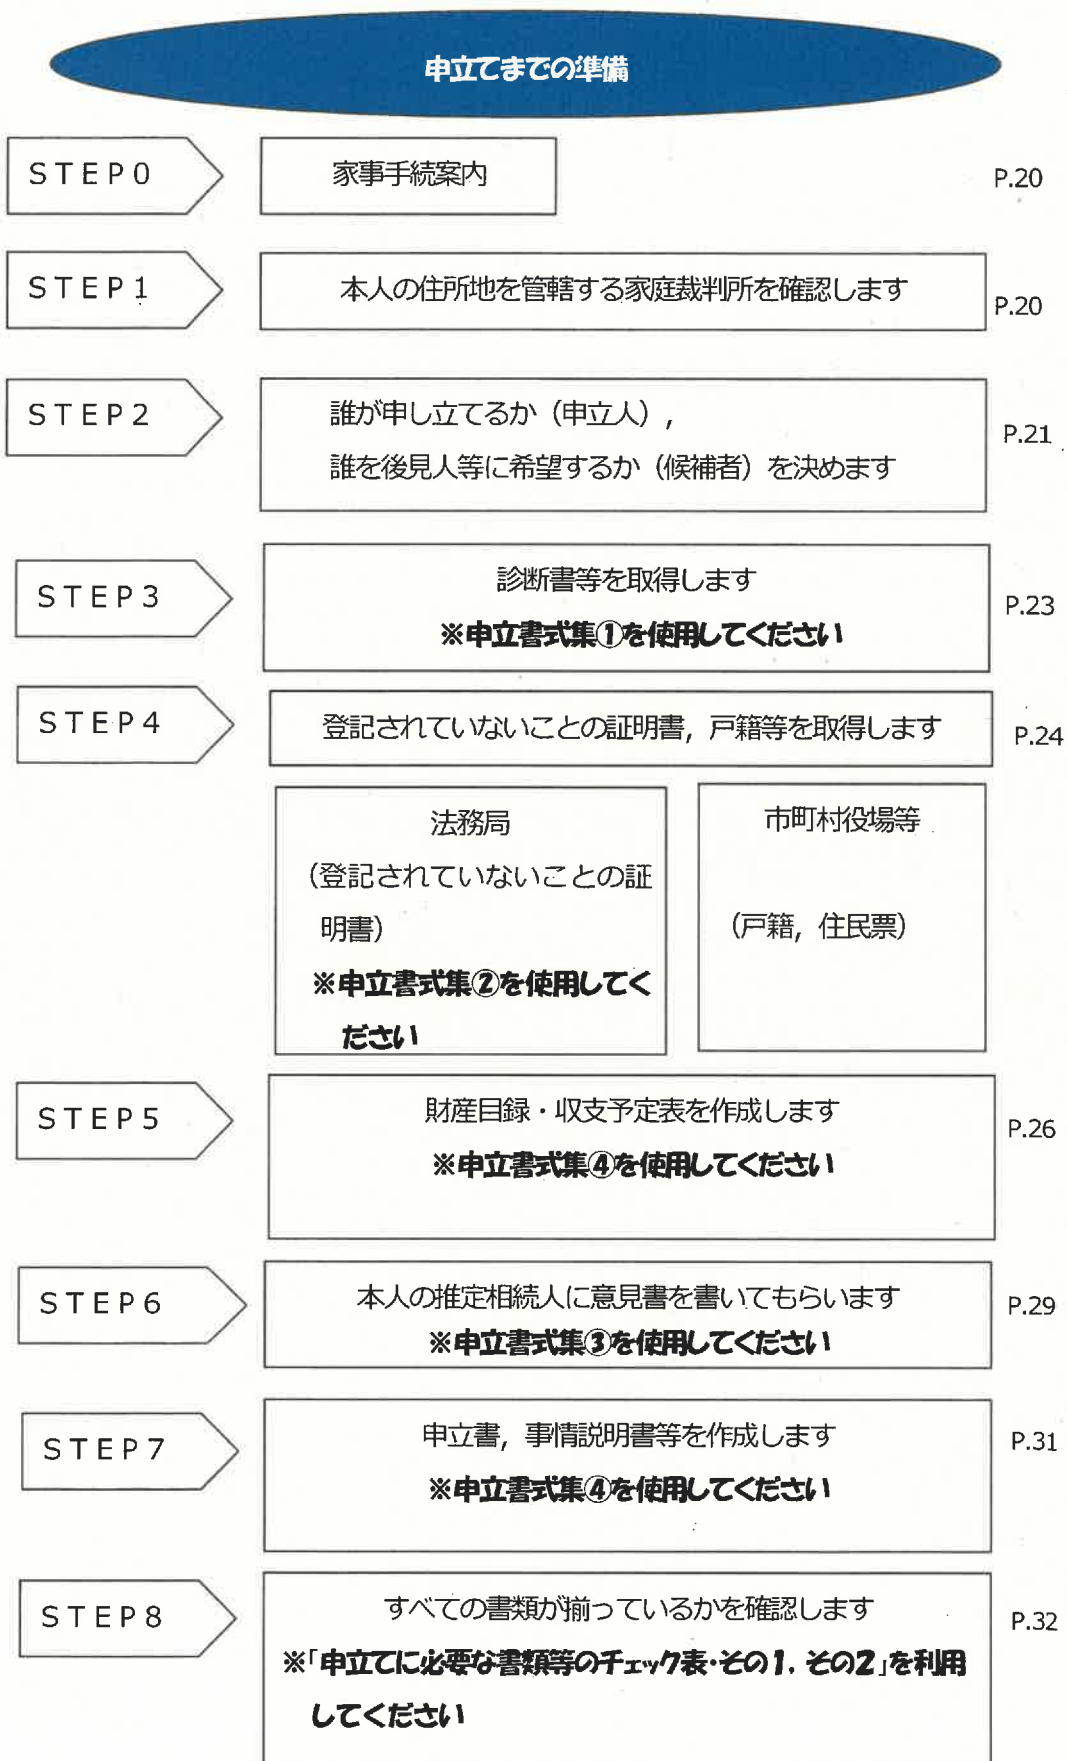 申立てまでの準備
STEP0
家事手続案内
P.20
STEP1
本人の住所地を管轄する家庭裁判所を確認します
P.20
STEP2
誰が申し立てるか（申立人），
誰を後見人等に希望するか（候補者）を決めます
P.21
STEP3
診断書等を取得します
※申立書式集①を使用してください
P.23
STEP4
登記されていないことの証明書，戸籍等を取得します
P.24
法務局
（登記されていないことの証
明書）
※申立書式集②を使用してく
ださい
市町村役場等
（戸籍，住民票）
STEP5
財産目録・収支予定表を作成します
※申立書式集④を使用してください
P.26
STEP6
本人の推定相続人に意見書を書いてもらいます
※申立書式集③を使用してください
P.29
STEP7
申立書，事情説明書等を作成します
※申立書式集④を使用してください
P.31
STEP8
すべての書類が揃っているかを確認します
※「申立てに必要な書類等のチェック表・その１，その２」を利用
してください
P.32